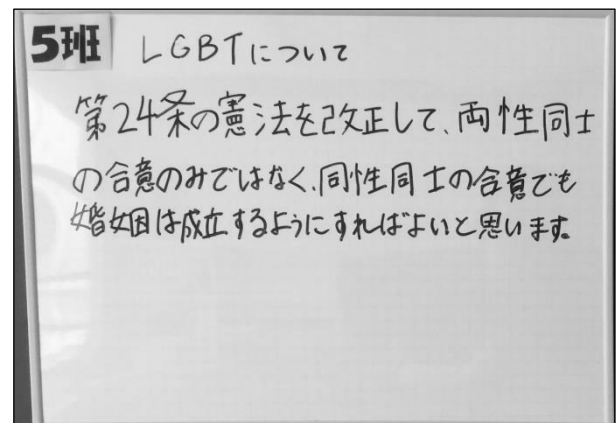 5班 LGBTについて
第24条の憲法を改正して、両性同士
の合意のみではなく、同性同士の合意でも
婚姻は成立するようにすればよいと思います。